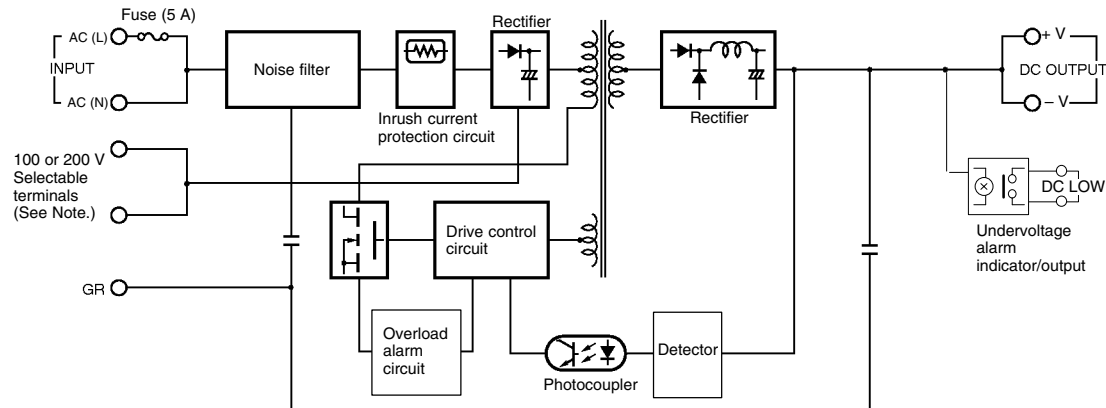 Fuse (5 A)
AC (L)
INPUT
AC (N)
Noise filter
Inrush current
protection circuit
Rectifier
Rectifier
+ V
DC OUTPUT
− V
100 or 200 V
Selectable
terminals
(See Note.)
DC LOW
Undervoltage
alarm
indicator/output
Drive control
circuit
GR
Overload
alarm
circuit
Photocoupler
Detector